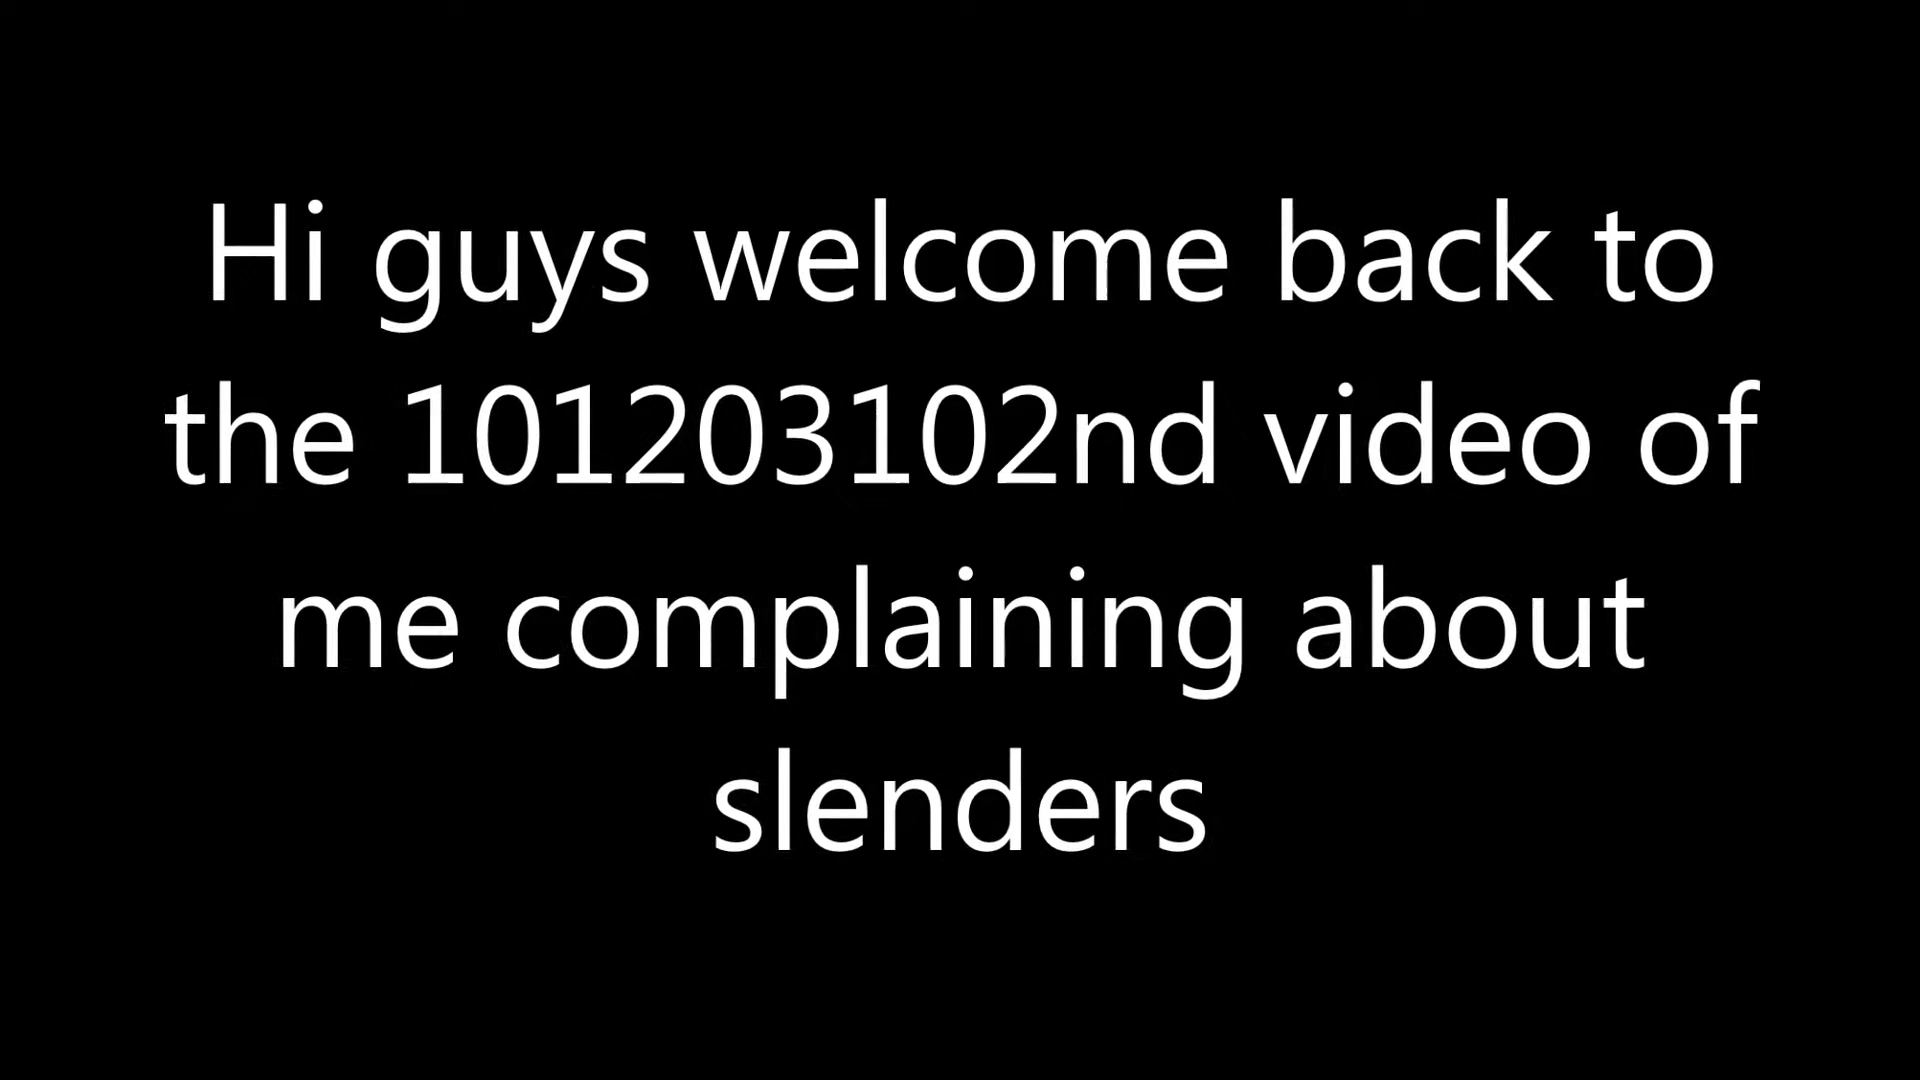 Hi guys welcome back to
the 101203102nd video of
me complaining about
slenders